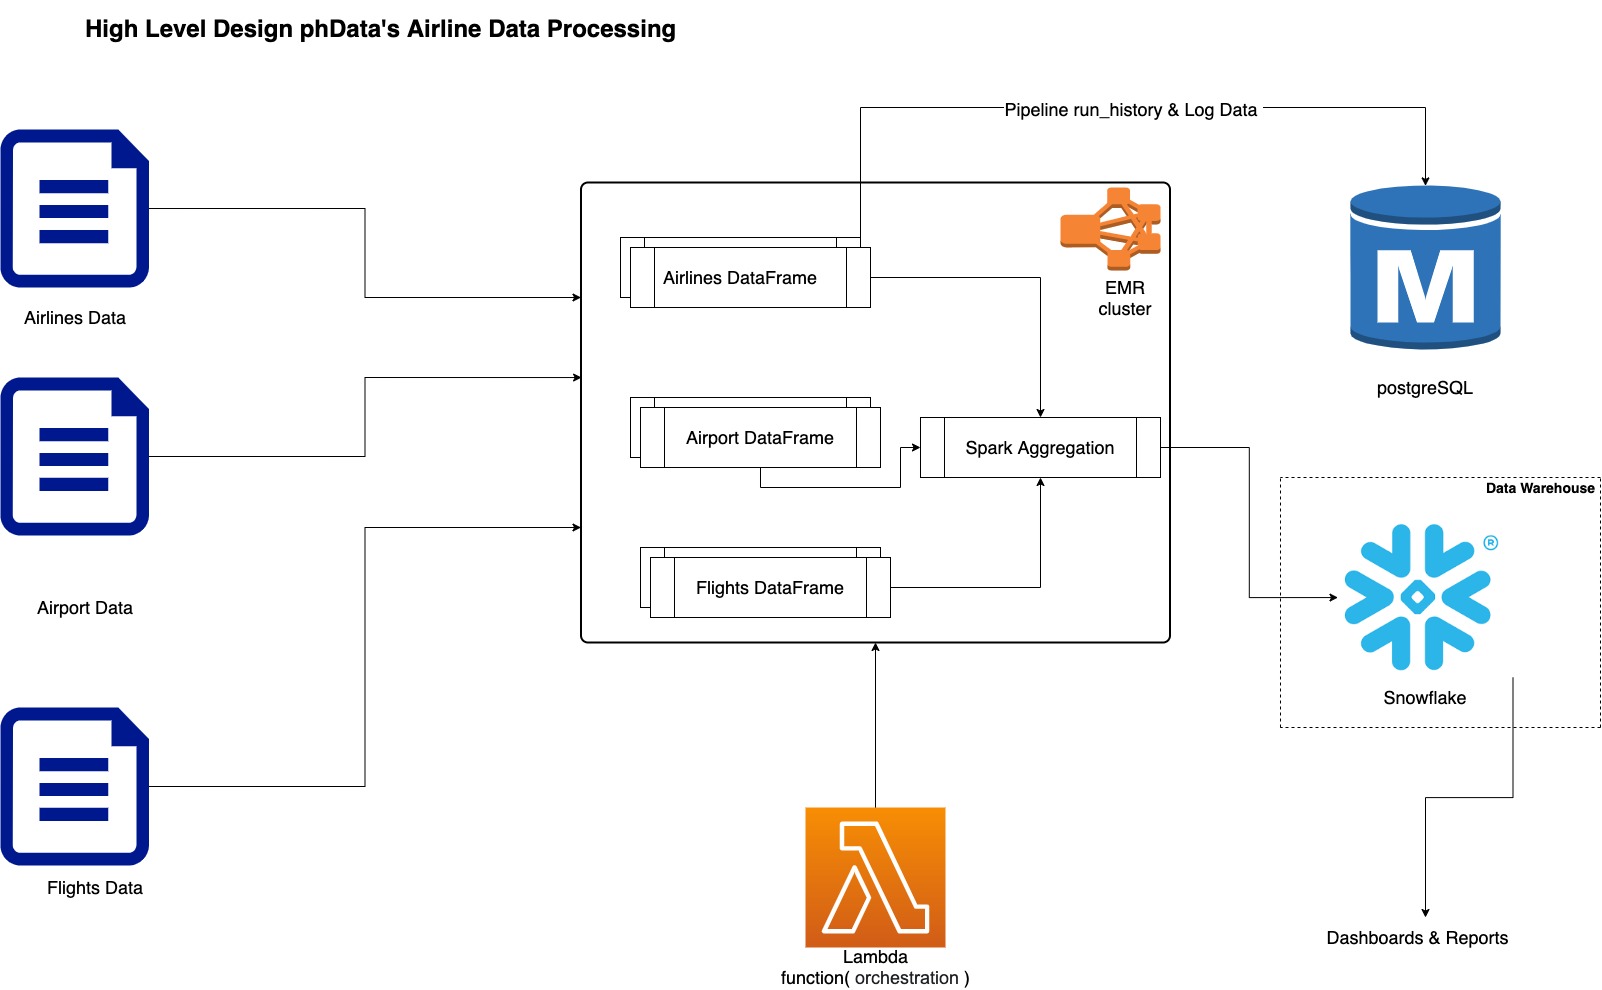 High Level Design phData's Airline Data Processing
Pipeline run_history & Log Data
Airlines Data
Airlines DataFrame
EMR
cluster
M
postgreSQL
Airport DataFrame
Spark Aggregation
Data Warehouse
®
Airport Data
Flights DataFrame
Snowflake
Flights Data
Dashboards & Reports
Lambda
function( orchestration )